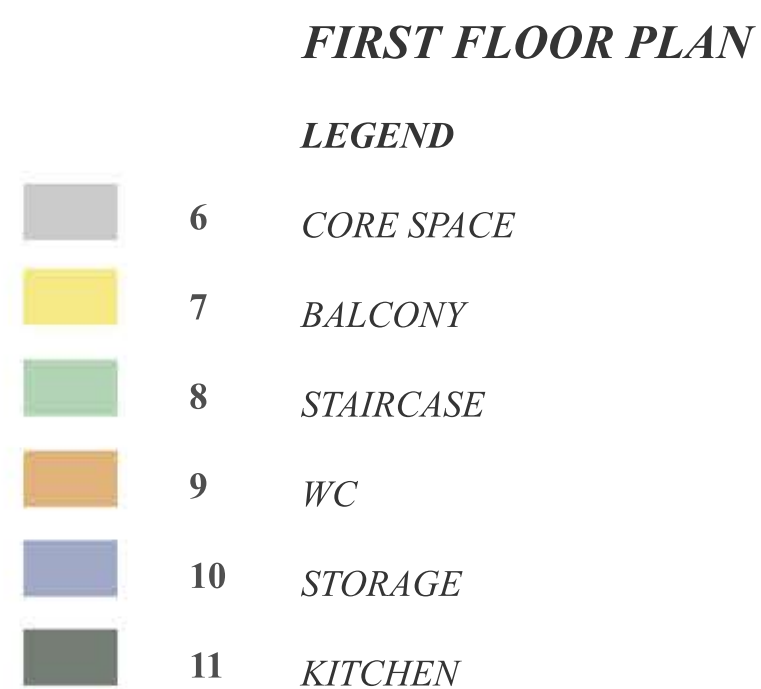 FIRST FLOOR PLAN
LEGEND
6 CORE SPACE
7 BALCONY
8 STAIRCASE
9 WC
10 STORAGE
11 KITCHEN